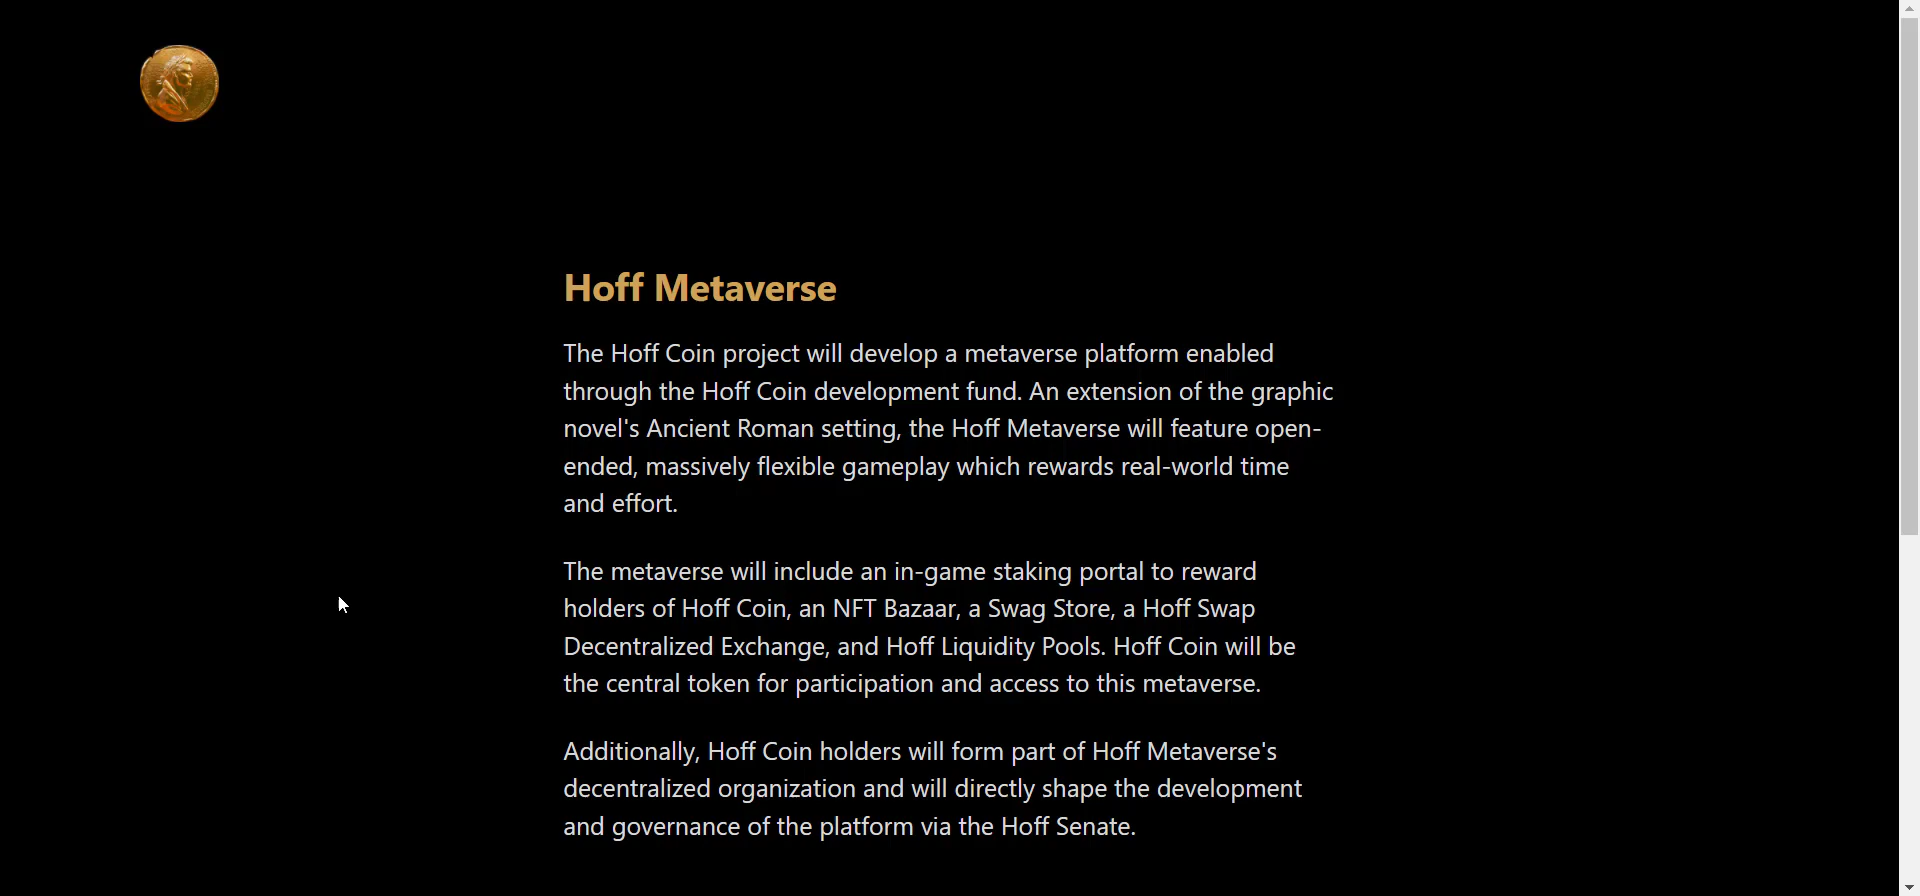 Hoff Metaverse
The Hoff Coin project will develop a metaverse platform enabled
through the Hoff Coin development fund. An extension of the graphic
novel's Ancient Roman setting, the Hoff Metaverse will feature open-
ended, massively flexible gameplay which rewards real-world time
and effort.
The metaverse will include an in-game staking portal to reward
holders of Hoff Coin, an NFT Bazaar, a Swag Store, a Hoff Swap
Decentralized Exchange, and Hoff Liquidity Pools. Hoff Coin will be
the central token for participation and access to this metaverse.
Additionally, Hoff Coin holders will form part of Hoff Metaverse's
decentralized organization and will directly shape the development
and governance of the platform via the Hoff Senate.